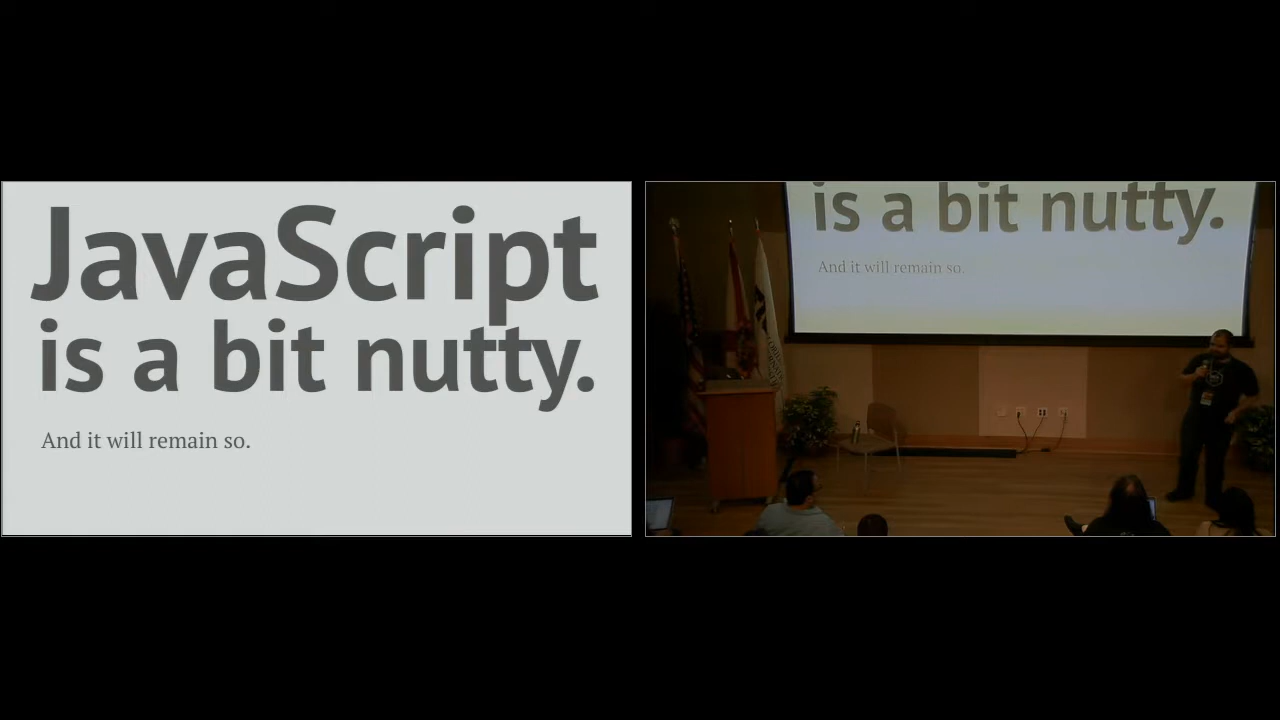 JavaScript
is a bit nutty.
And it will remain so.
is a bit nutty.
And it will remain so.